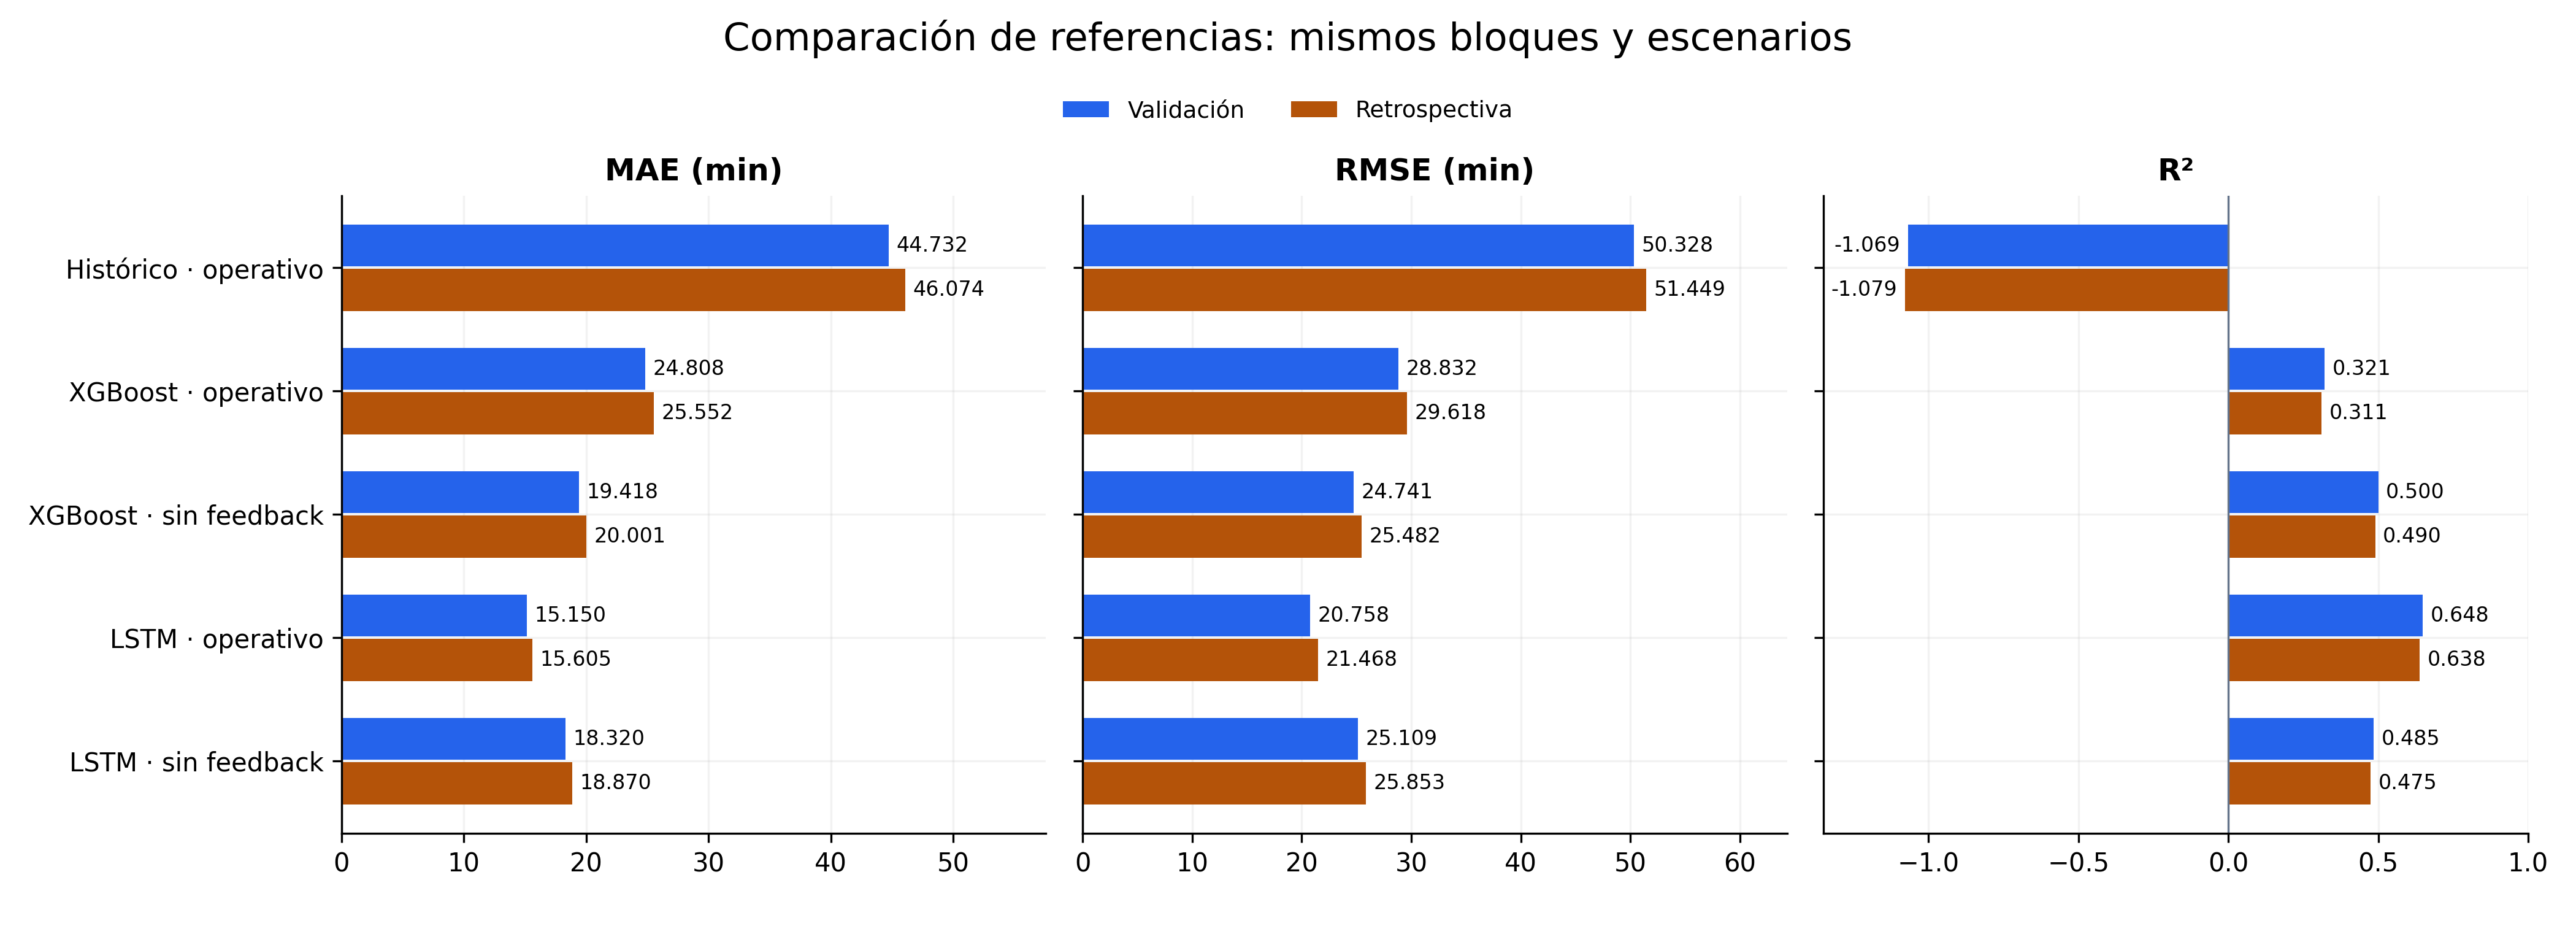 Comparación de referencias: mismos bloques y escenarios
Validación Retrospectiva
MAE (min) RMSE (min) R²
Histórico · operativo 44.732 50.328 -1.069
46.074 51.449 -1.079
XGBoost · operativo 24.808 28.832 0.321
25.552 29.618 0.311
XGBoost · sin feedback 19.418 24.741 0.500
20.001 25.482 0.490
LSTM · operativo 15.150 20.758 0.648
15.605 21.468 0.638
LSTM · sin feedback 18.320 25.109 0.485
18.870 25.853 0.475
0 10 20 30 40 50 0 10 20 30 40 50 60 −1.0 −0.5 0.0 0.5 1.0